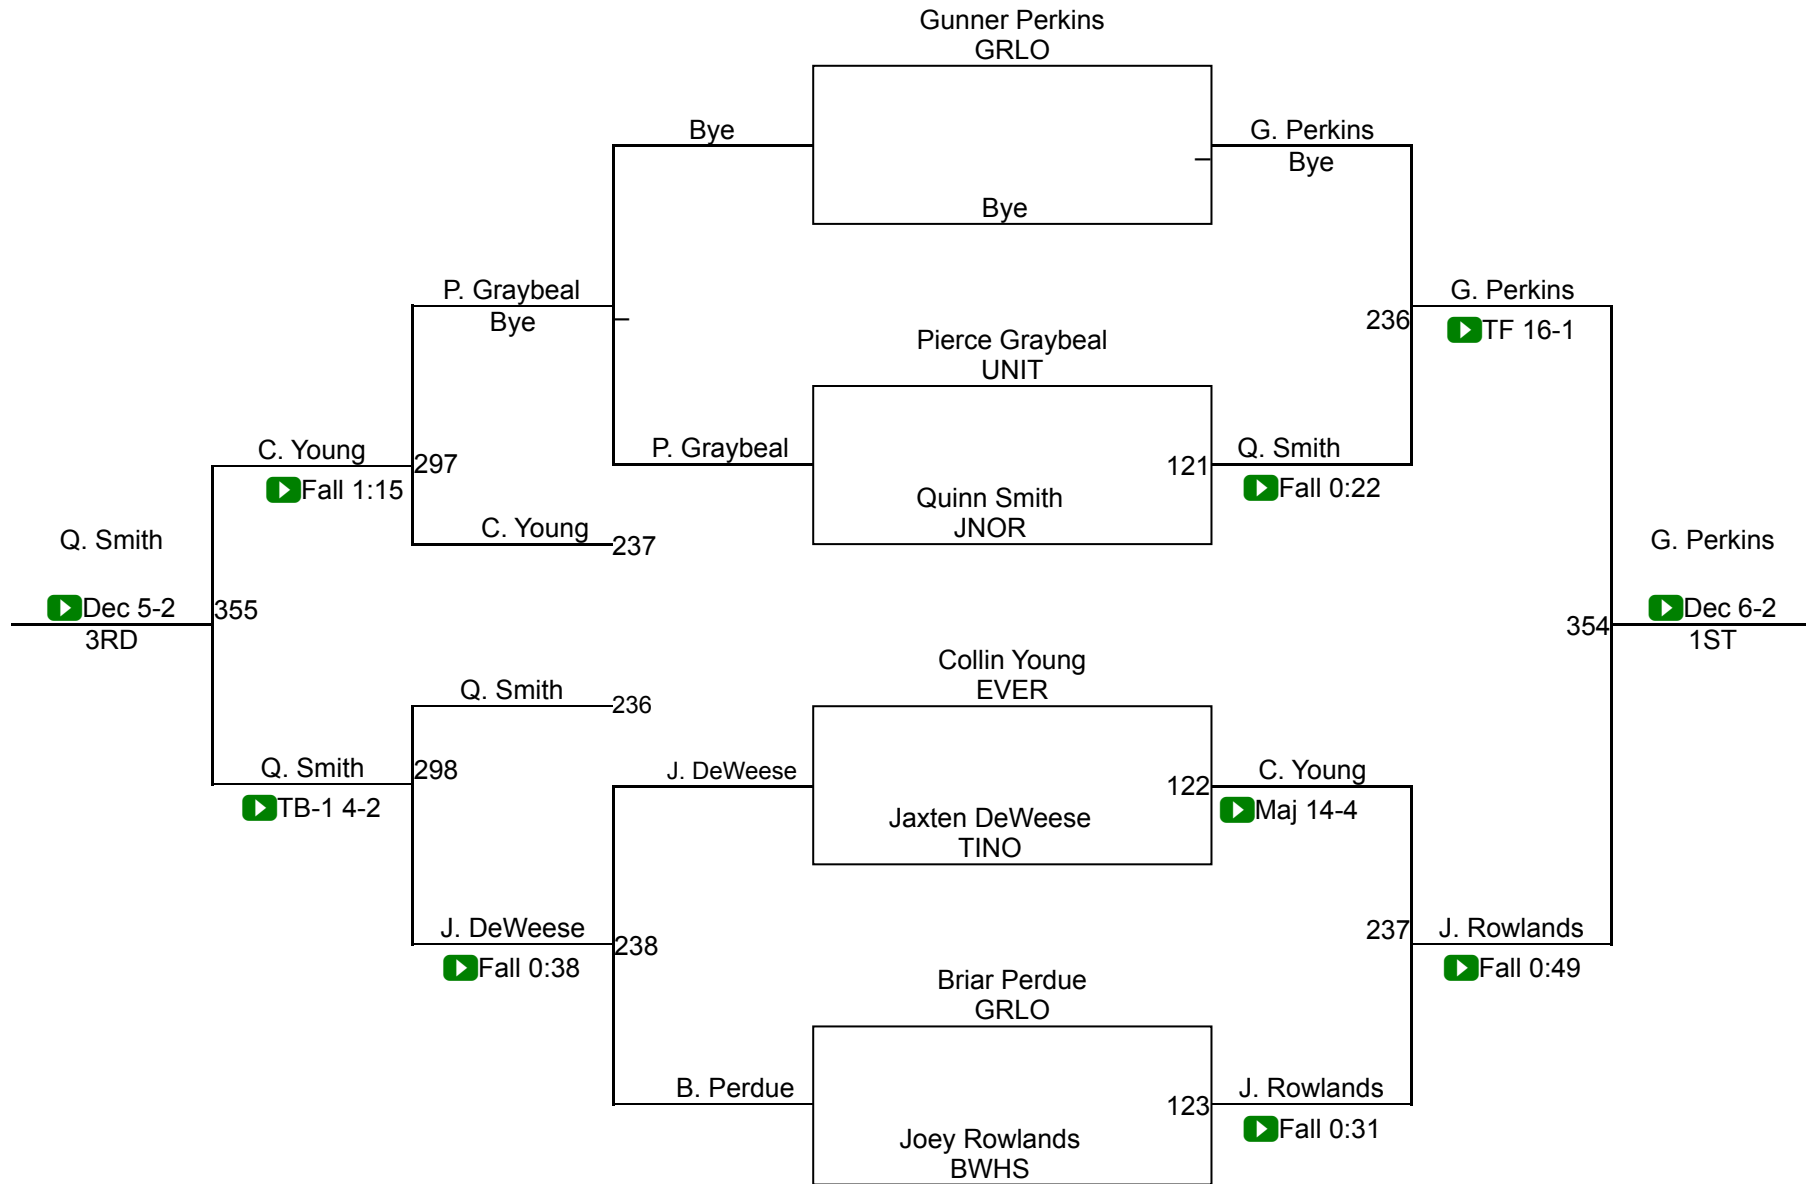 Gunner Perkins
GRLO
Bye
G. Perkins
Bye
Bye
P. Graybeal
Bye
G. Perkins
236
TF 16-1
Pierce Graybeal
UNIT
P. Graybeal
121
Q. Smith
Fall 0:22
Quinn Smith
JNOR
C. Young
297
Fall 1:15
C. Young
237
Q. Smith
Dec 5-2
355
3RD
G. Perkins
354
Dec 6-2
1ST
Collin Young
EVER
Q. Smith
236
Q. Smith
298
TB-1 4-2
J. DeWeese
122
C. Young
Maj 14-4
Jaxten DeWeese
TINO
J. DeWeese
238
Fall 0:38
237
J. Rowlands
Fall 0:49
Briar Perdue
GRLO
B. Perdue
123
J. Rowlands
Fall 0:31
Joey Rowlands
BWHS